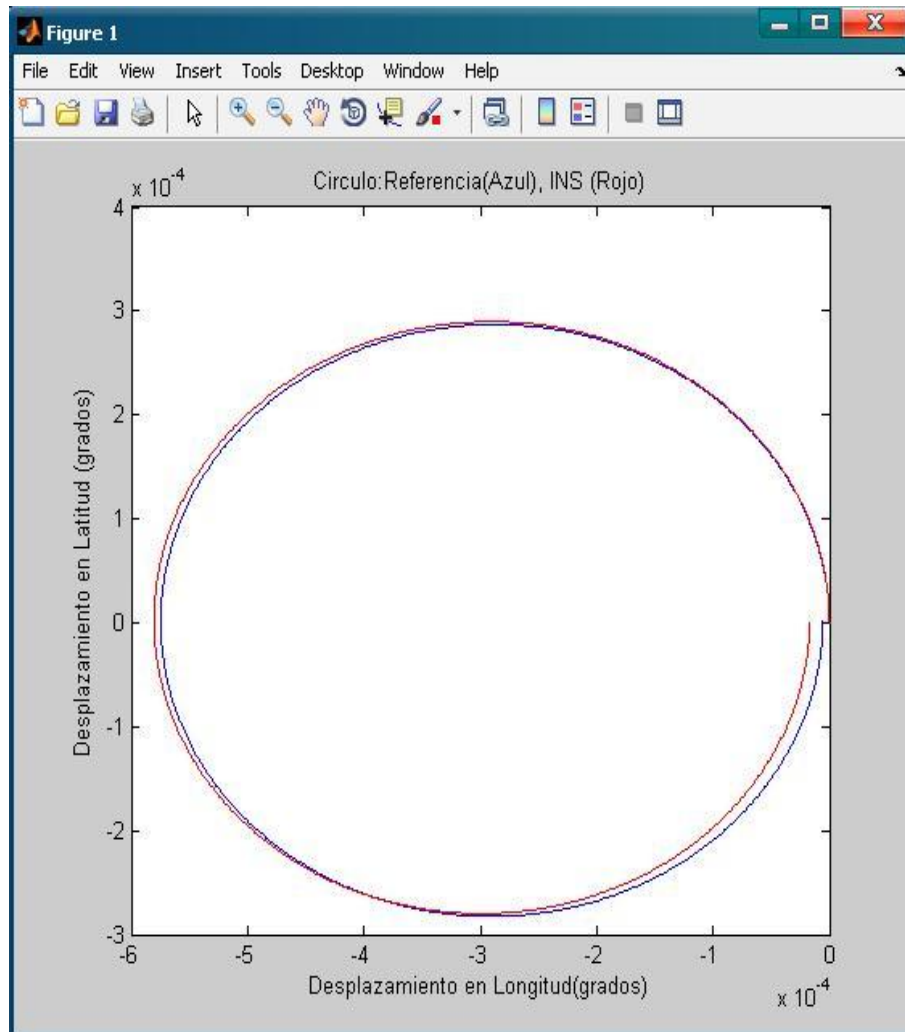 Figure 1
File Edit View Insert Tools Desktop Window Help
x 10^-4
Circulo:Referencia(Azul), INS (Rojo)
4
3
2
1
0
-1
-2
-3
Desplazamiento en Latitud (grados)
-6 -5 -4 -3 -2 -1 0
Desplazamiento en Longitud(grados)
x 10^-4